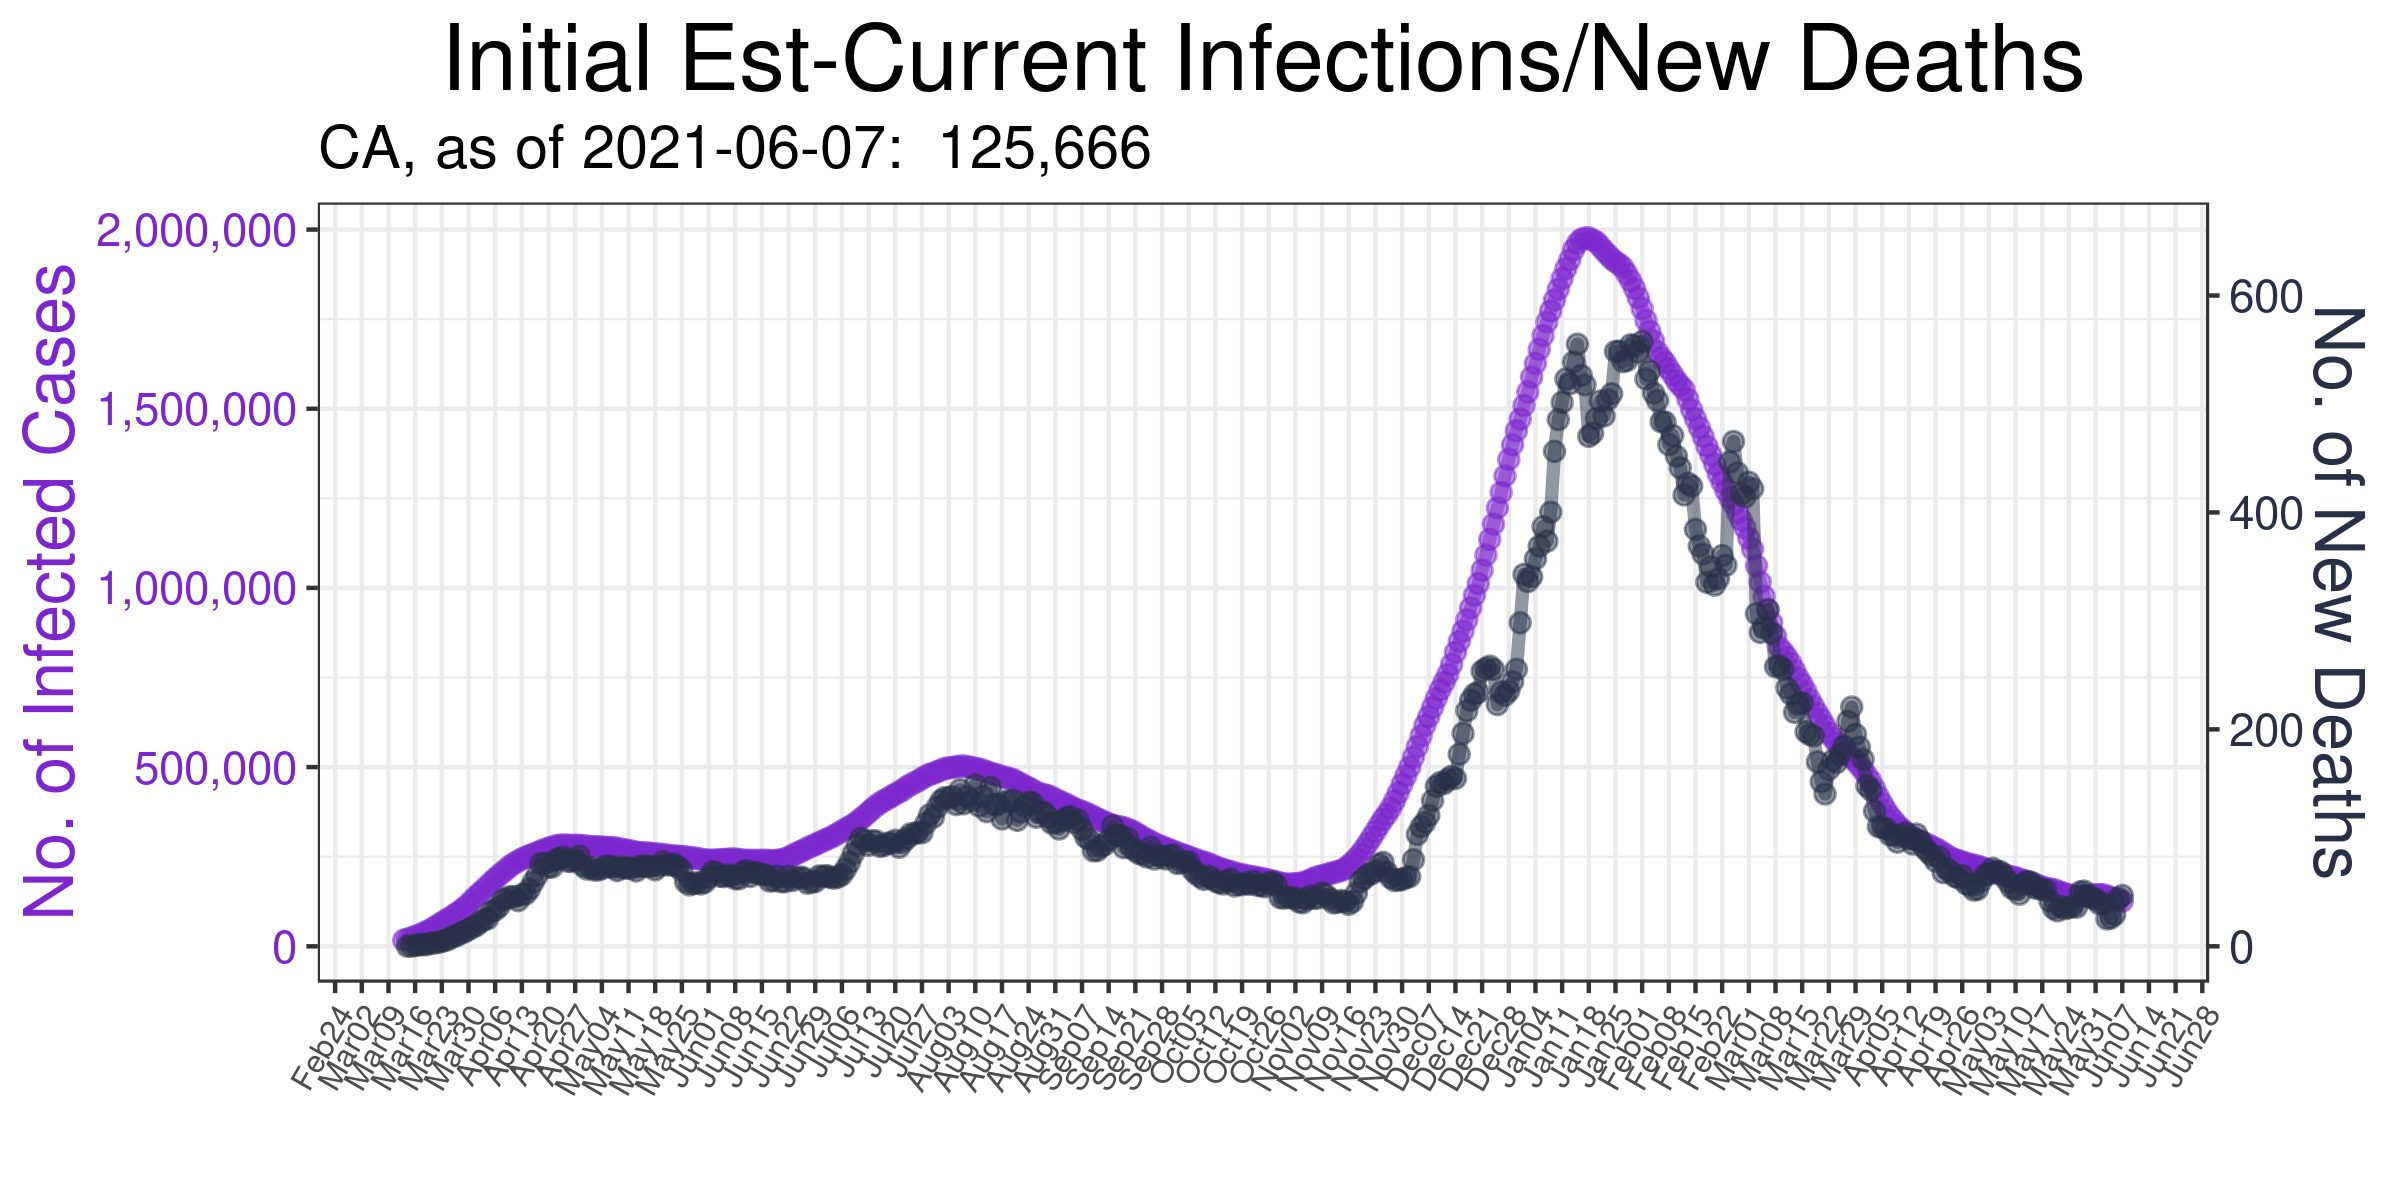 Initial Est-Current Infections/New Deaths
CA, as of 2021-06-07:  125,666
No. of Infected Cases
2,000,000
1,500,000
1,000,000
500,000
0
600
400
200
0
No. of New Deaths
Feb24
Mar02
Mar09
Mar16
Mar23
Mar30
Apr06
Apr13
Apr20
Apr27
May04
May11
May18
May25
Jun01
Jun08
Jun15
Jun22
Jun29
Jul06
Jul13
Jul20
Jul27
Aug03
Aug10
Aug17
Aug24
Aug31
Sep07
Sep14
Sep21
Sep28
Oct05
Oct12
Oct19
Oct26
Nov02
Nov09
Nov16
Nov23
Nov30
Dec07
Dec14
Dec21
Dec28
Jan04
Jan11
Jan18
Jan25
Feb01
Feb08
Feb15
Feb22
Mar01
Mar08
Mar15
Mar22
Mar29
Apr05
Apr12
Apr19
Apr26
May03
May10
May17
May24
May31
Jun07
Jun14
Jun21
Jun28